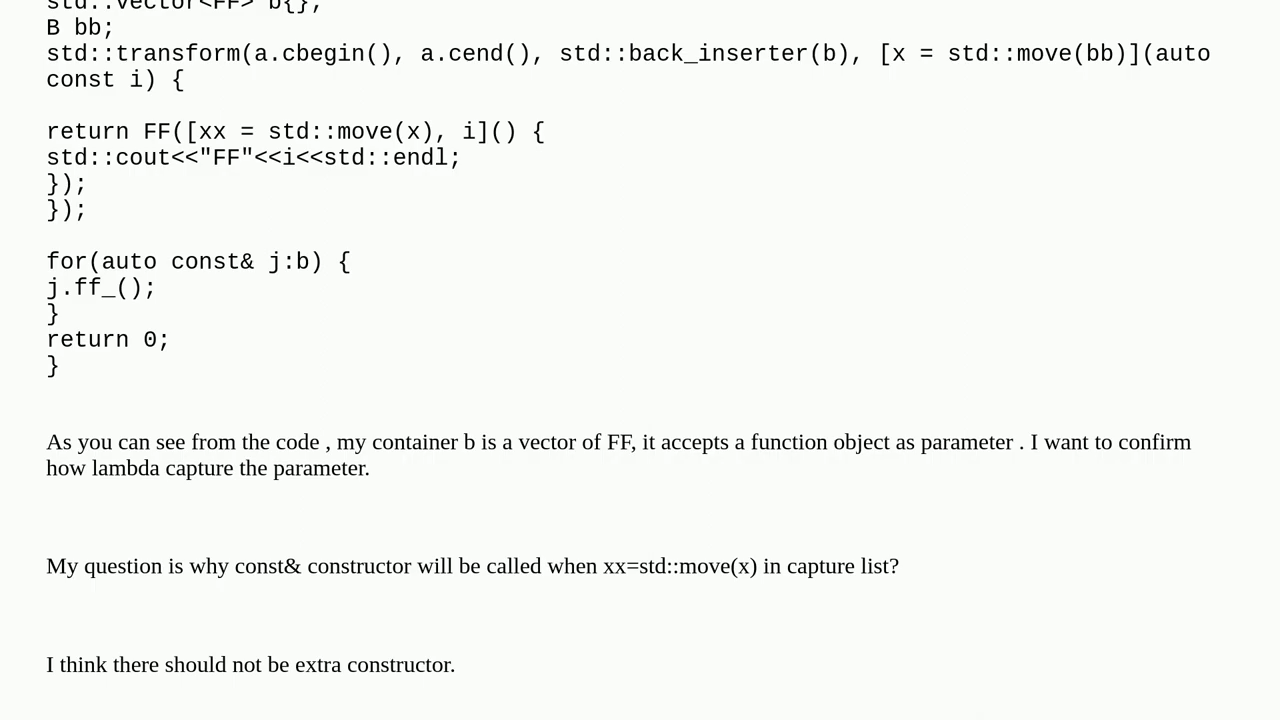 std::vector<FF> b{};
B bb;
std::transform(a.cbegin(), a.cend(), std::back_inserter(b), [x = std::move(bb)](auto
const i) {
return FF([xx = std::move(x), i]() {
std::cout<<"FF"<<i<<std::endl;
});
});
for(auto const& j:b) {
j.ff_();
}
return 0;
}
As you can see from the code , my container b is a vector of FF, it accepts a function object as parameter . I want to confirm
how lambda capture the parameter.
My question is why const& constructor will be called when xx=std::move(x) in capture list?
I think there should not be extra constructor.